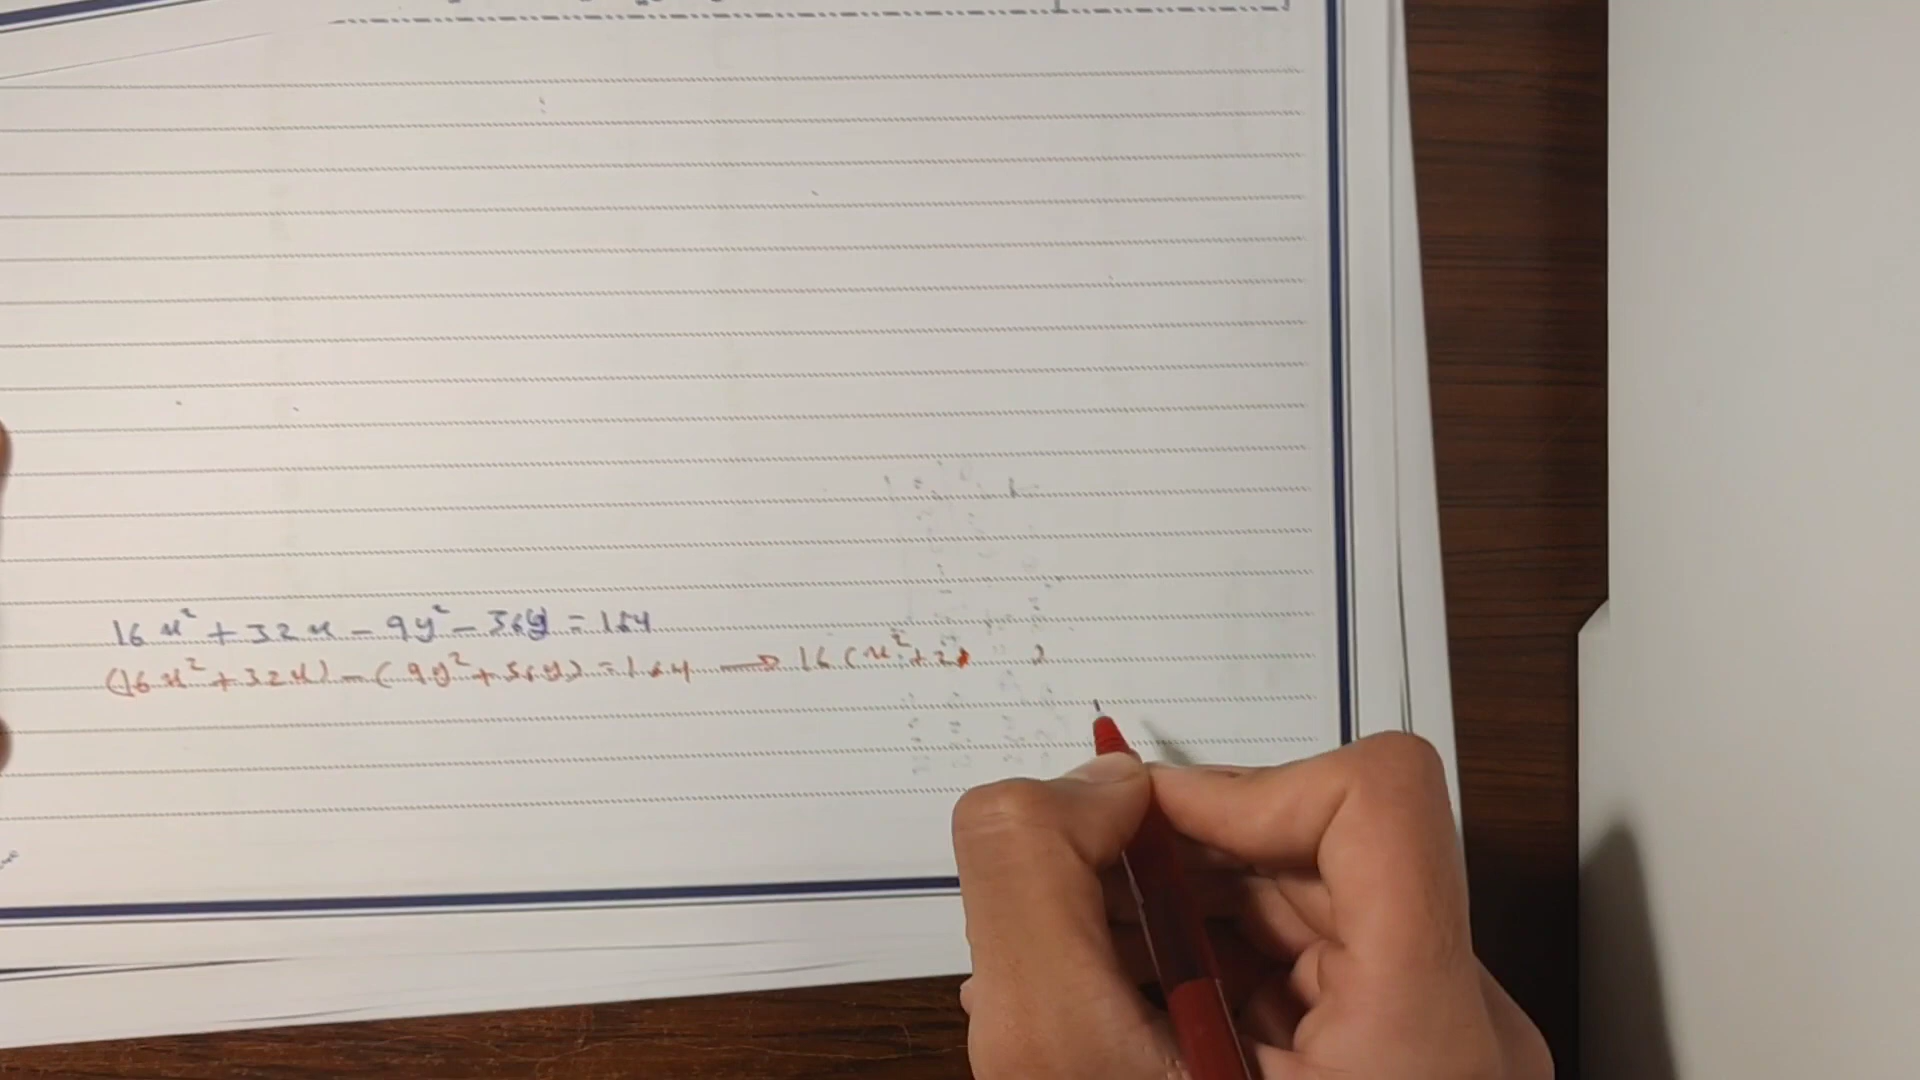 16x² + 32x - 9y² - 36y = 164
(16x² + 32x) - (9y² + 36y) = 164 → 16(x² + 2x